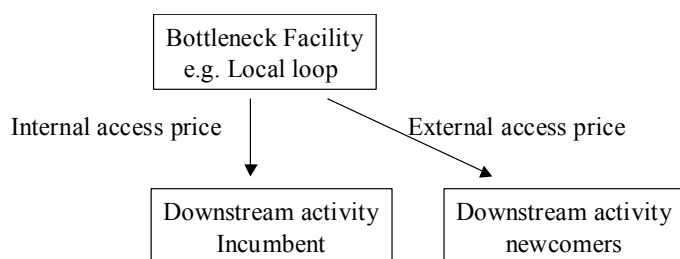 Bottleneck Facility
e.g. Local loop
Internal access price
External access price
Downstream activity
Incumbent
Downstream activity
newcomers